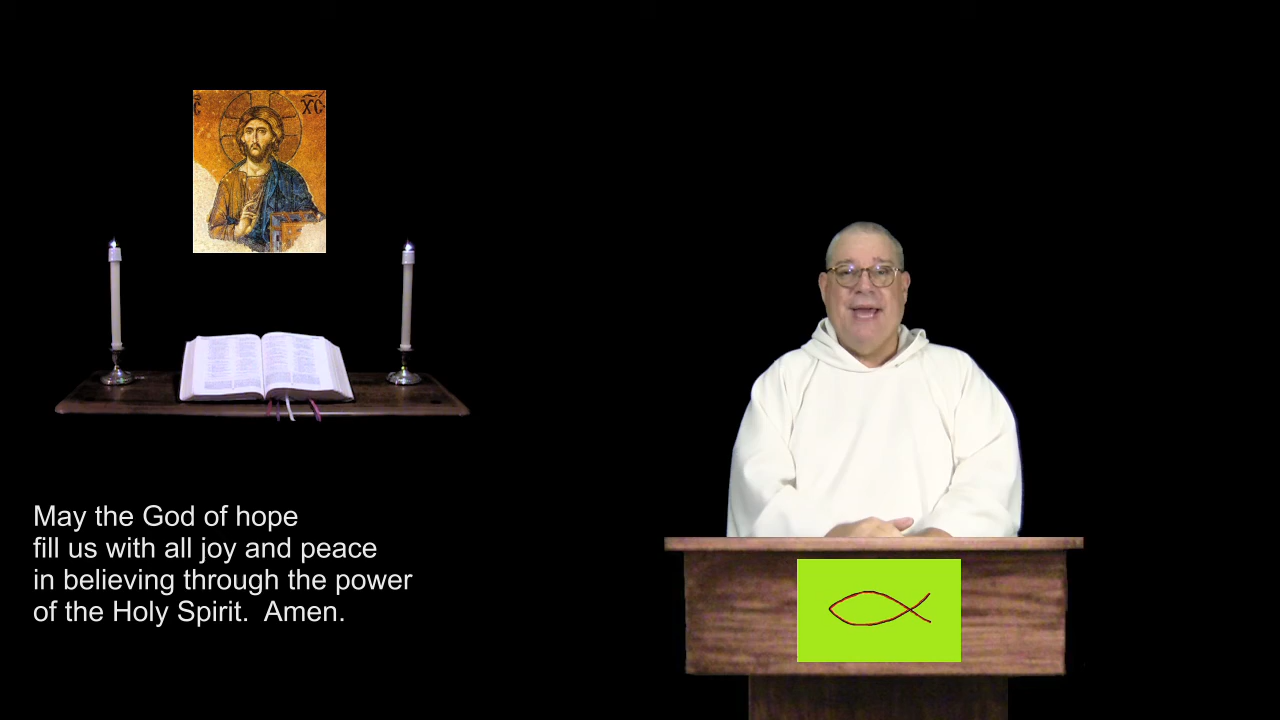 C XC
May the God of hope
fill us with all joy and peace
in believing through the power
of the Holy Spirit.  Amen.